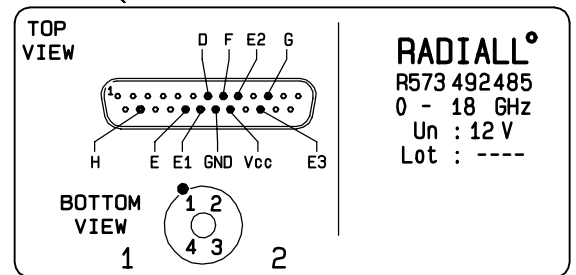 TOP
VIEW
D F E2 G
1
H E E1 GND Vcc E3
BOTTOM
VIEW
1 2
4 3
1 2
RADIALL°
R573 492485
0 - 18 GHz
Un : 12 V
Lot : ----